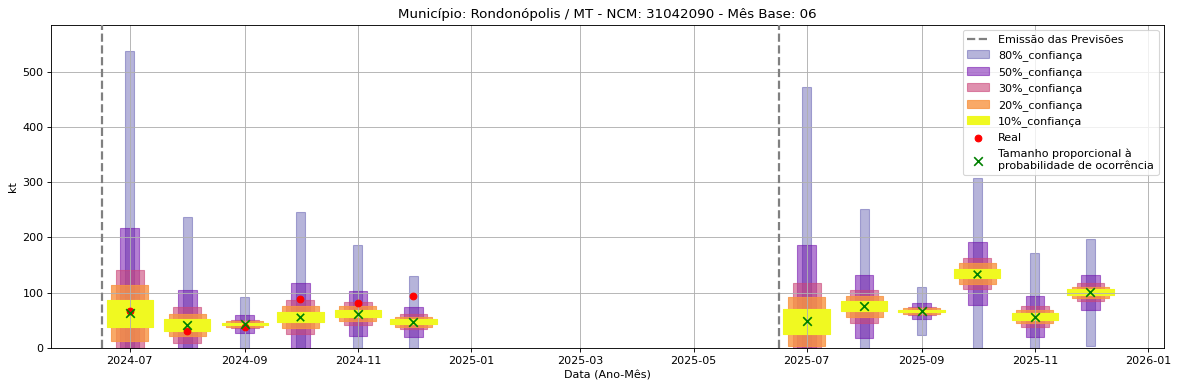 Município: Rondonópolis / MT - NCM: 31042090 - Mês Base: 06
Emissão das Previsões
80%_confiança
50%_confiança
30%_confiança
20%_confiança
10%_confiança
Real
Tamanho proporcional à
probabilidade de ocorrência
kt
500
400
300
200
100
0
2024-07 2024-09 2024-11 2025-01 2025-03 2025-05 2025-07 2025-09 2025-11 2026-01
Data (Ano-Mês)